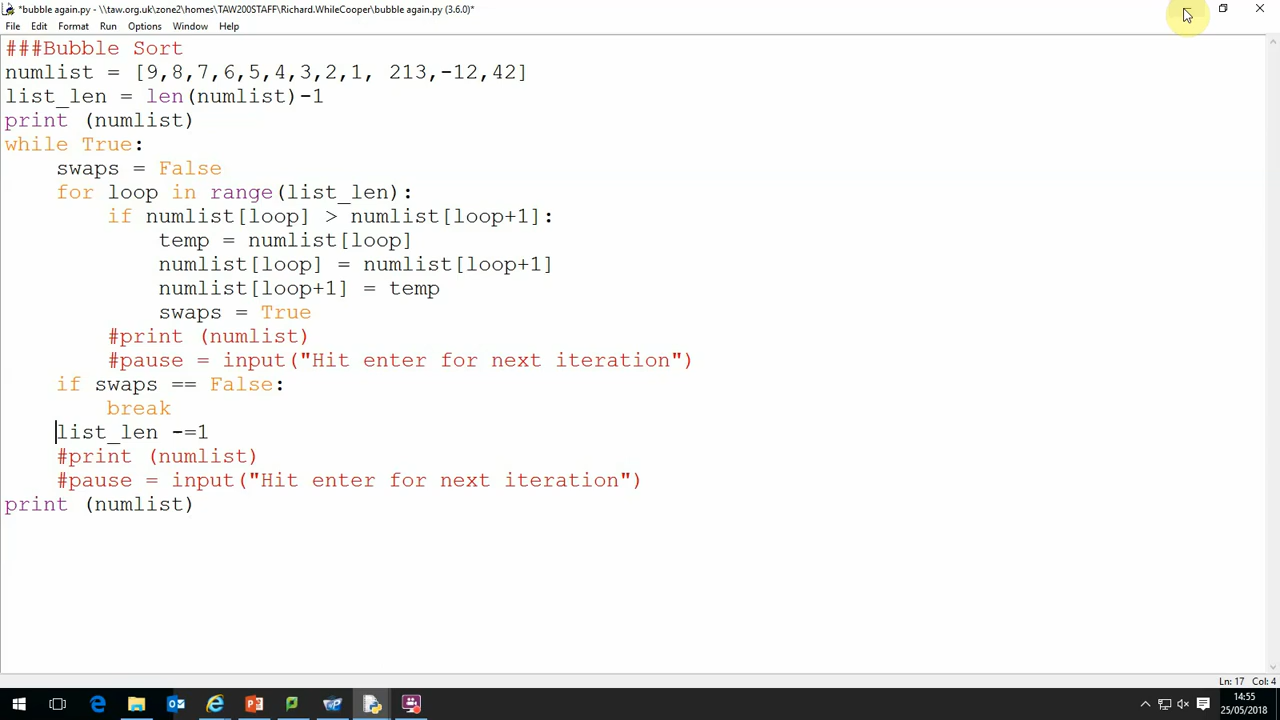 *bubble again.py - \\taw.org.uk\zone2\homes\TAW200STAFF\Richard.WhileCooper\bubble again.py (3.6.0)*
File Edit Format Run Options Window Help
###Bubble Sort
numlist = [9,8,7,6,5,4,3,2,1, 213,-12,42]
list_len = len(numlist)-1
print (numlist)
while True:
    swaps = False
    for loop in range(list_len):
        if numlist[loop] > numlist[loop+1]:
            temp = numlist[loop]
            numlist[loop] = numlist[loop+1]
            numlist[loop+1] = temp
            swaps = True
        #print (numlist)
        #pause = input("Hit enter for next iteration")
    if swaps == False:
        break
    list_len -=1
    #print (numlist)
    #pause = input("Hit enter for next iteration")
print (numlist)
Ln: 17 Col: 4
14:55
25/05/2018